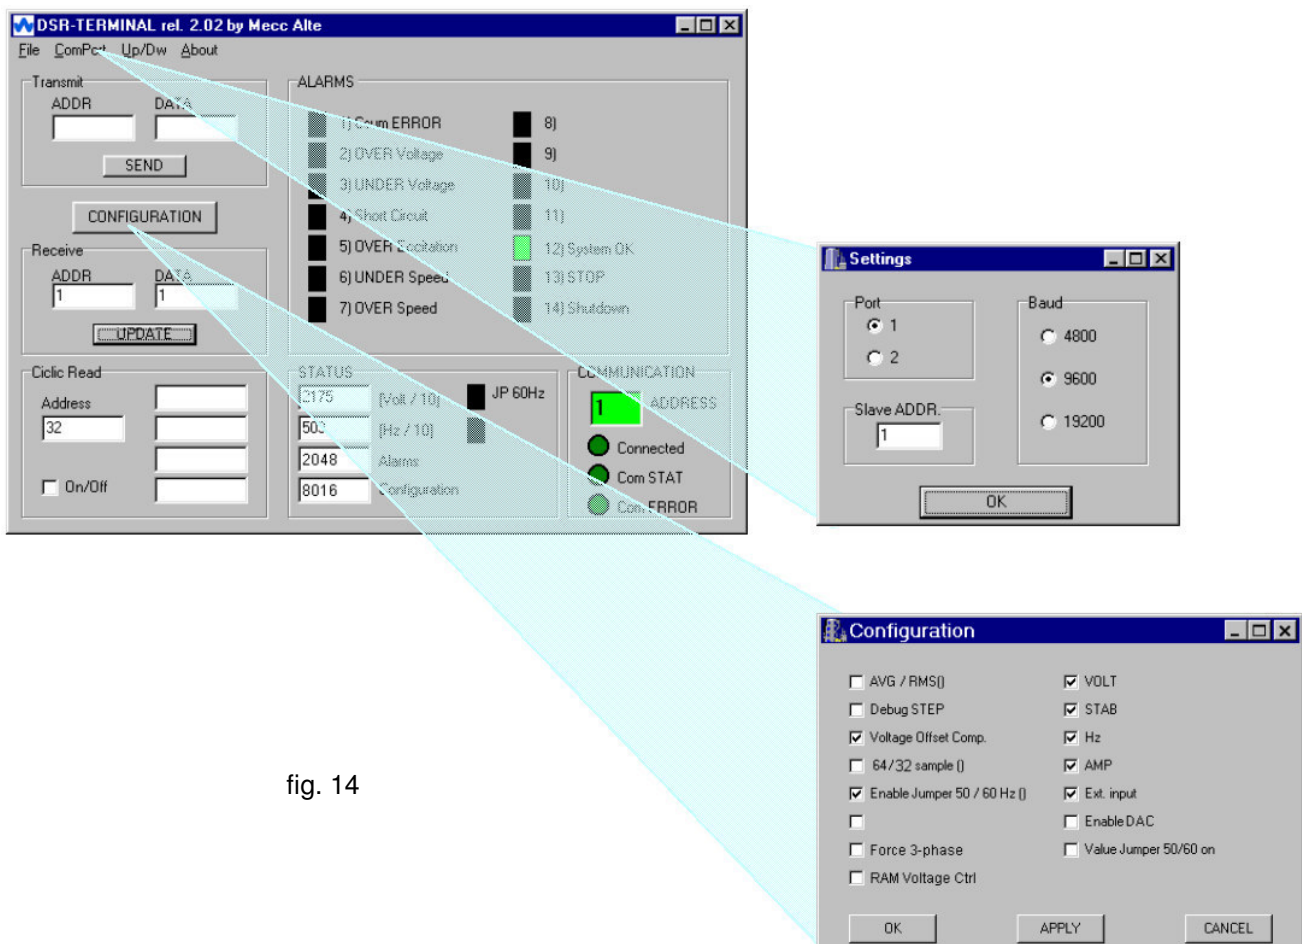 DSR-TERMINAL rel. 2.02 by Mecc Alte
File ComPort Up/Dw About
Transmit
ADDR DATA
SEND
CONFIGURATION
Receive
ADDR DATA
1 1
UPDATE
Ciclic Read
Address
32
On/Off
ALARMS
1) Csum ERROR
2) OVER Voltage
3) UNDER Voltage
4) Short Circuit
5) OVER Eccitation
6) UNDER Speed
7) OVER Speed
8)
9)
10)
11)
12) System OK
13) STOP
14) Shutdown
STATUS
2175 [Volt / 10] JP 60Hz
503 [Hz / 10]
2048 Alarms
8016 Configuration
COMMUNICATION
1 ADDRESS
Connected
Com STAT
Com ERROR
Settings
Port
1
2
Slave ADDR.
1
Baud
4800
9600
19200
OK
Configuration
AVG / RMS()
Debug STEP
Voltage Offset Comp.
64/32 sample ()
Enable Jumper 50 / 60 Hz ()
Force 3-phase
RAM Voltage Ctrl
VOLT
STAB
Hz
AMP
Ext. input
Enable DAC
Value Jumper 50/60 on
OK APPLY CANCEL
fig. 14